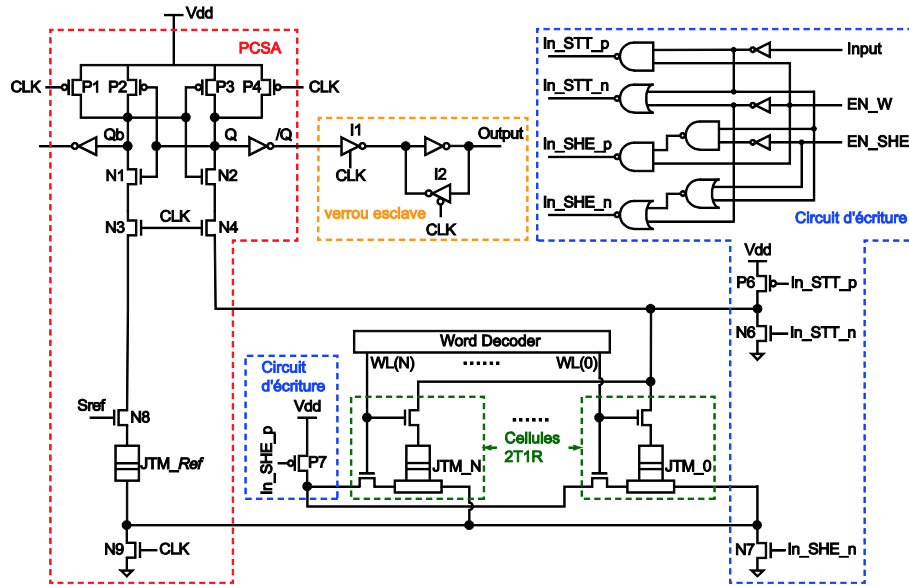 Vdd
PCSA
CLK
P1
P2
P3
P4
CLK
Qb
Q
/Q
N1
N2
N3
CLK
N4
I1
CLK
Output
I2
CLK
verrou esclave
In_STT_p
Input
In_STT_n
EN_W
In_SHE_p
EN_SHE
In_SHE_n
Circuit d'écriture
Vdd
P6
In_STT_p
N6
In_STT_n
Word Decoder
WL(N)
WL(0)
Circuit
d'écriture
Vdd
In_SHE_p
P7
Sref
N8
JTM_Ref
JTM_N
Cellules
2T1R
JTM_0
N9
CLK
N7
In_SHE_n